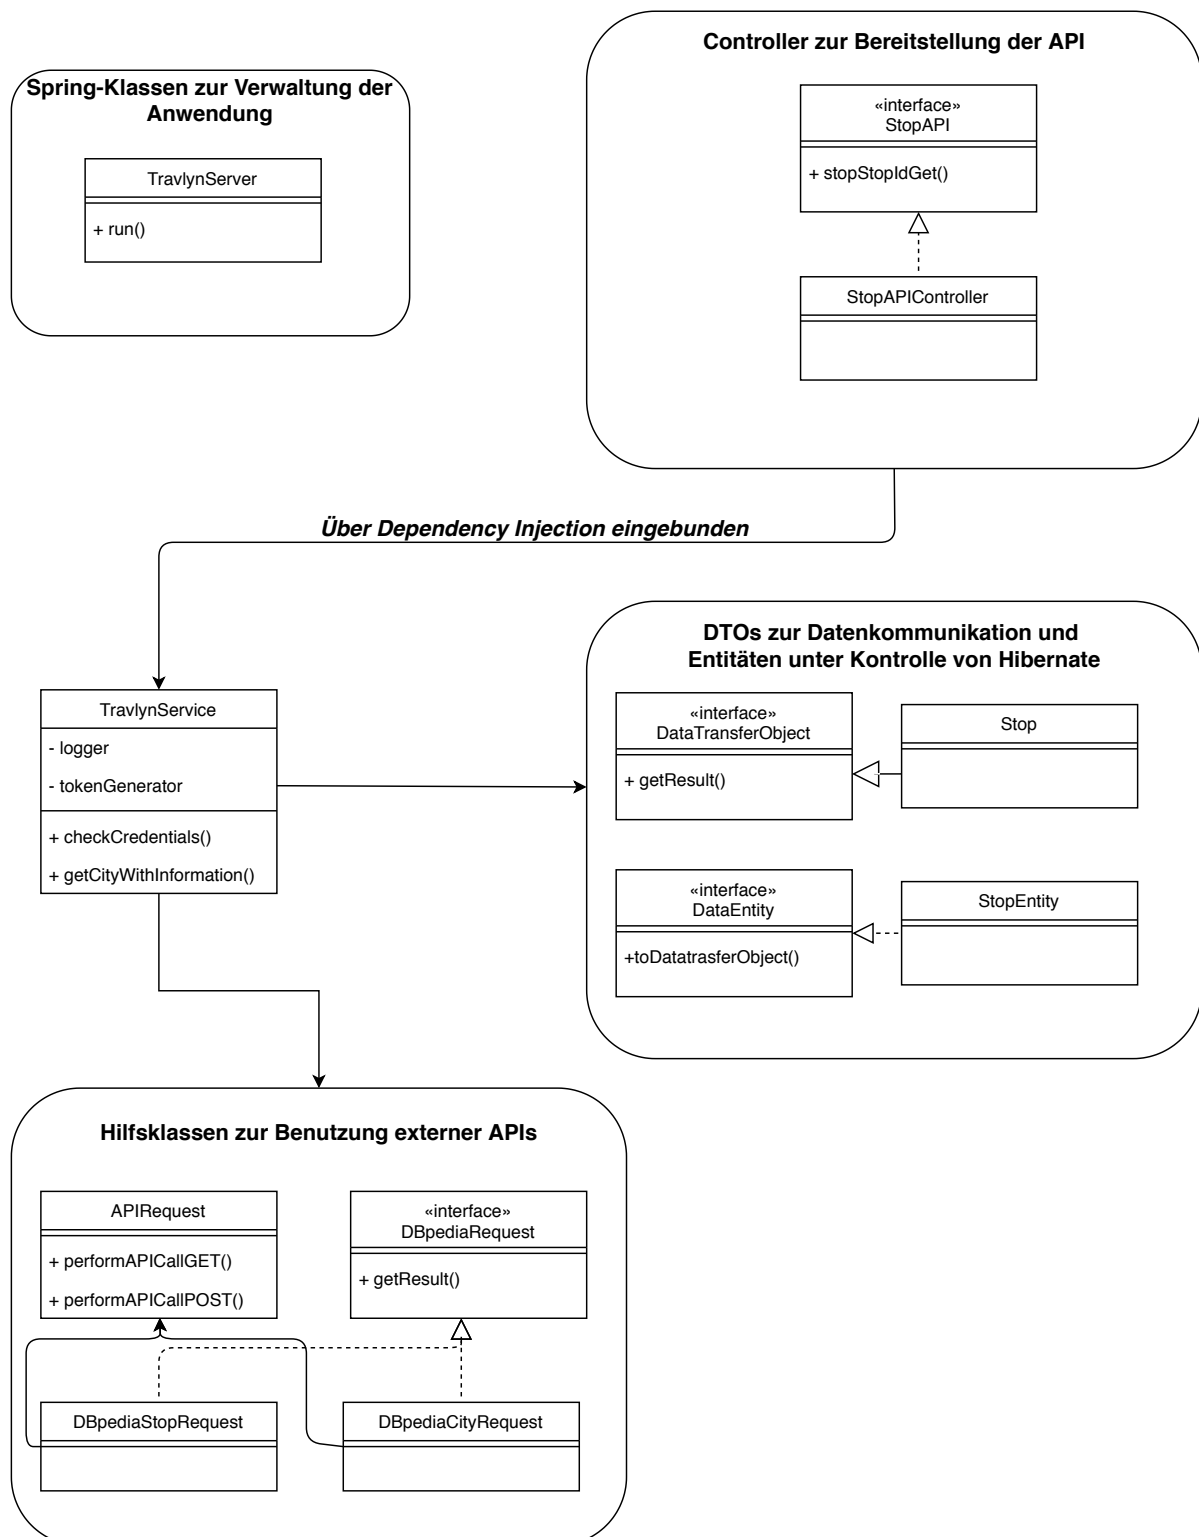 Controller zur Bereitstellung der API
«interface»
StopAPI
+ stopStopIdGet()
StopAPIController
Spring-Klassen zur Verwaltung der
Anwendung
TravlynServer
+ run()
Über Dependency Injection eingebunden
TravlynService
- logger
- tokenGenerator
+ checkCredentials()
+ getCityWithInformation()
DTOs zur Datenkommunikation und
Entitäten unter Kontrolle von Hibernate
«interface»
DataTransferObject
+ getResult()
Stop
«interface»
DataEntity
+toDatatrasferObject()
StopEntity
Hilfsklassen zur Benutzung externer APIs
APIRequest
+ performAPICallGET()
+ performAPICallPOST()
«interface»
DBpediaRequest
+ getResult()
DBpediaStopRequest
DBpediaCityRequest